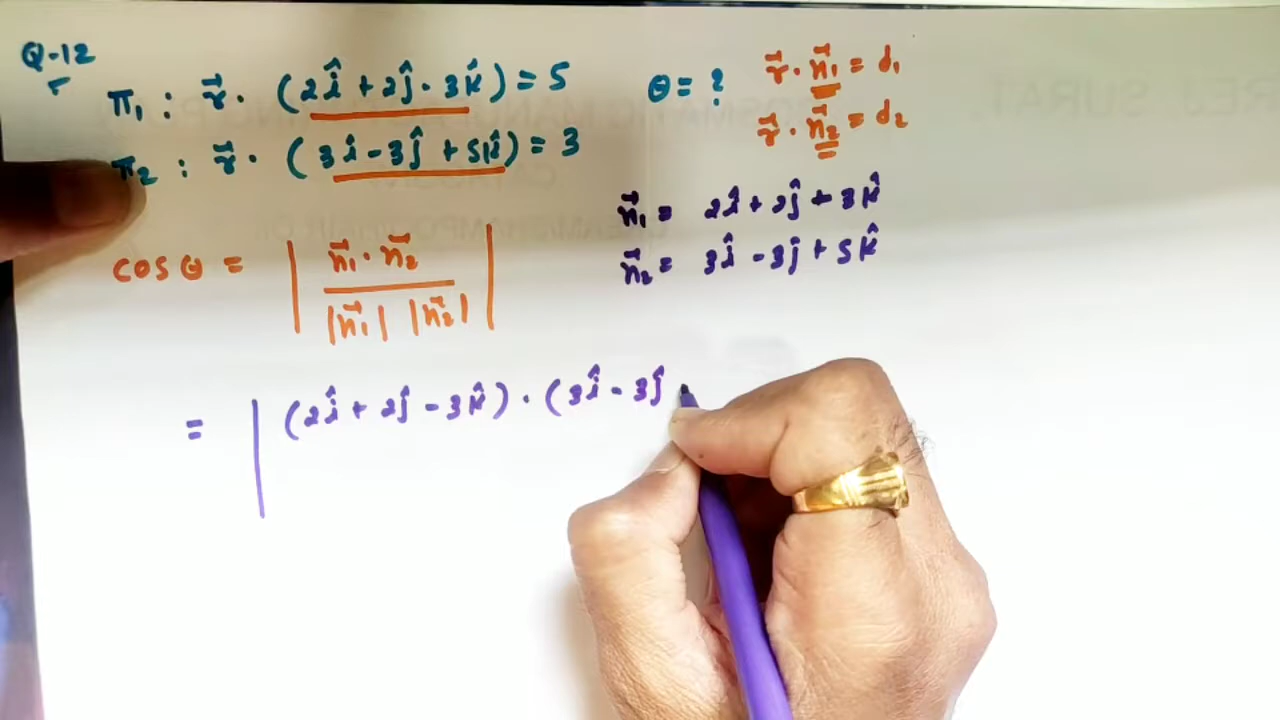 Q-12
π₁ : r⃗ · (2î + 2ĵ · 3k̂) = 5
θ = ?
r⃗ · n⃗₁ = d₁
r⃗ · n⃗₂ = d₂
π₂ : r⃗ · (3î - 3ĵ + 5k̂) = 3
n⃗₁ = 2î + 2ĵ + 3k̂
n⃗₂ = 3î - 3ĵ + 5k̂
cos θ = | n⃗₁ · n⃗₂ / |n⃗₁| |n⃗₂| |
= | (2î + 2ĵ - 3k̂) · (3î - 3ĵ